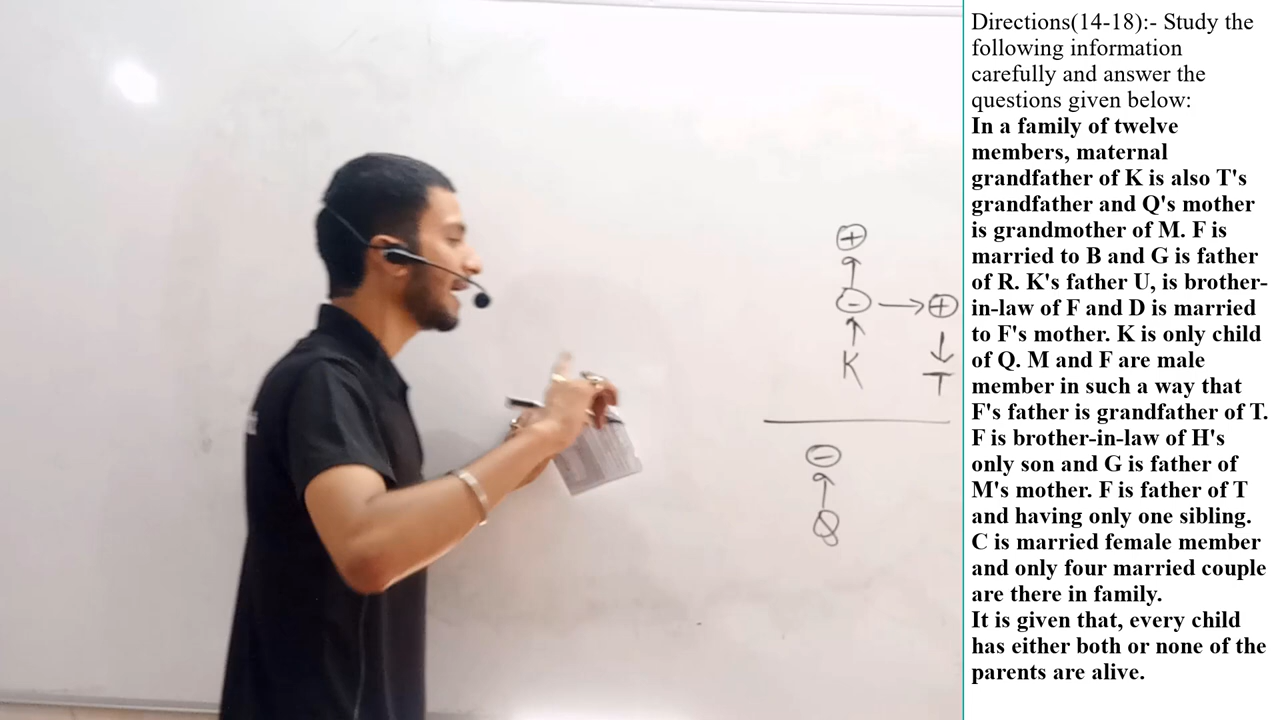 Directions(14-18):- Study the
following information
carefully and answer the
questions given below:
In a family of twelve
members, maternal
grandfather of K is also T's
grandfather and Q's mother
is grandmother of M. F is
married to B and G is father
of R. K's father U, is brother-
in-law of F and D is married
to F's mother. K is only child
of Q. M and F are male
member in such a way that
F's father is grandfather of T.
F is brother-in-law of H's
only son and G is father of
M's mother. F is father of T
and having only one sibling.
C is married female member
and only four married couple
are there in family.
It is given that, every child
has either both or none of the
parents are alive.
+
- → +
K T
-
Q